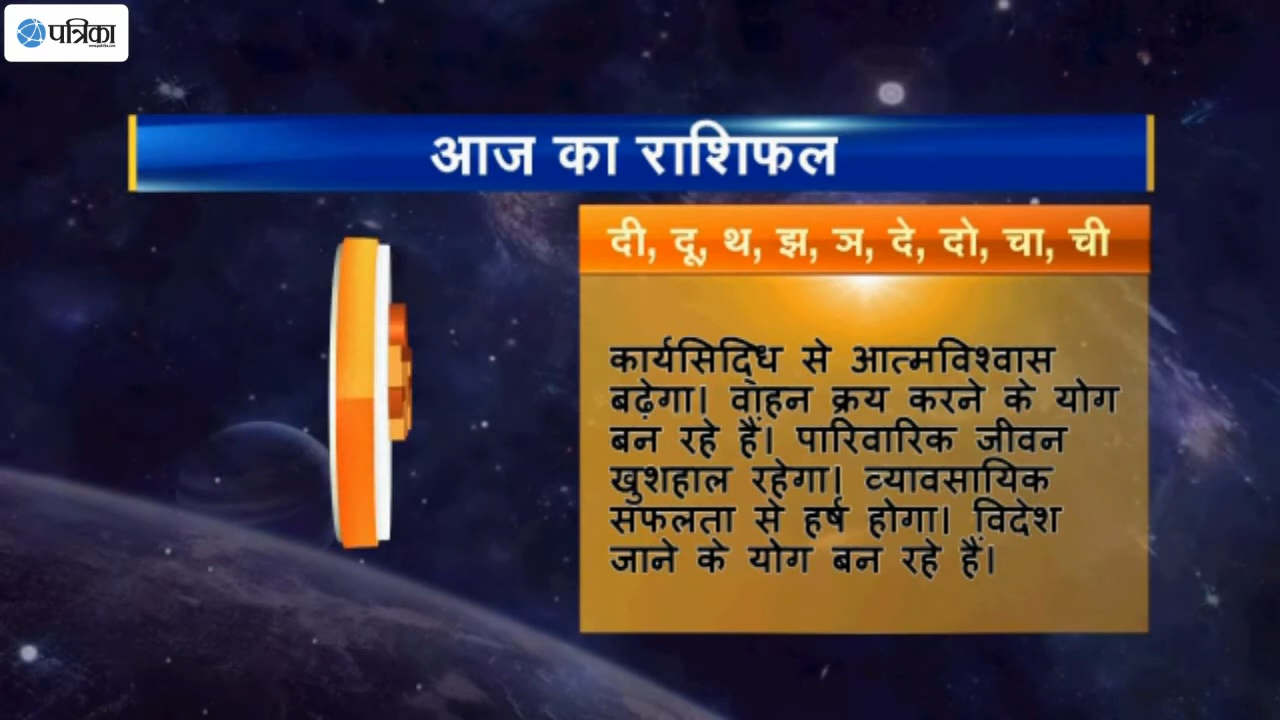 पत्रिका
आज का राशिफल
दी, दू, थ, झ, ञ, दे, दो, चा, ची
कार्यसिद्धि से आत्मविश्वास
बढ़ेगा। वाहन क्रय करने के योग
बन रहे हैं। पारिवारिक जीवन
खुशहाल रहेगा। व्यावसायिक
सफलता से हर्ष होगा। विदेश
जाने के योग बन रहे हैं।